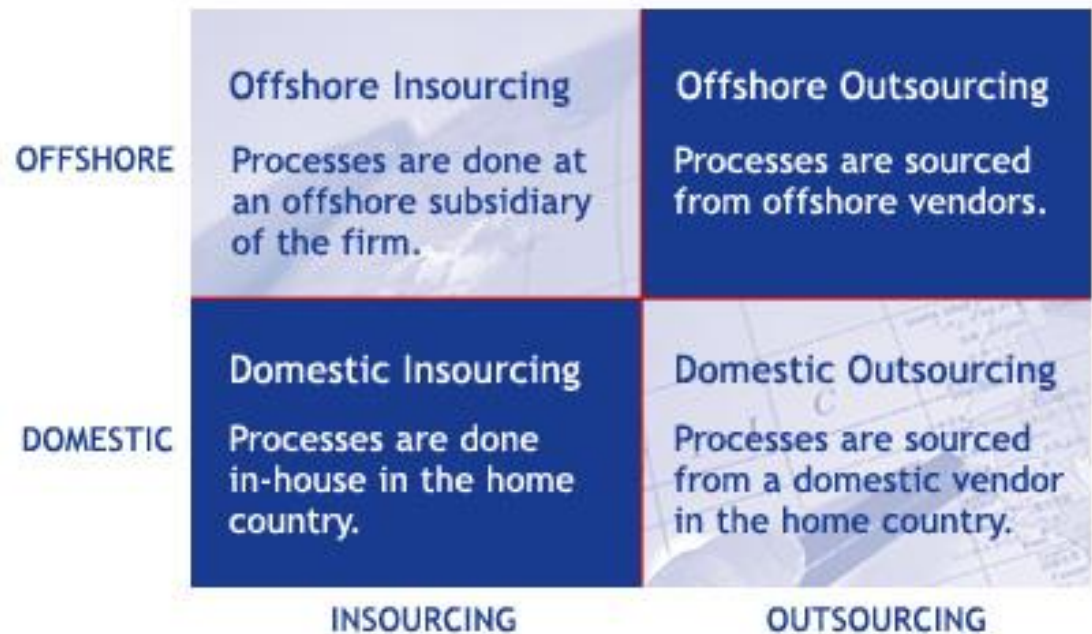 Offshore Insourcing
Processes are done at
an offshore subsidiary
of the firm.
Offshore Outsourcing
Processes are sourced
from offshore vendors.
OFFSHORE
Domestic Insourcing
Processes are done
in-house in the home
country.
Domestic Outsourcing
Processes are sourced
from a domestic vendor
in the home country.
DOMESTIC
INSOURCING
OUTSOURCING